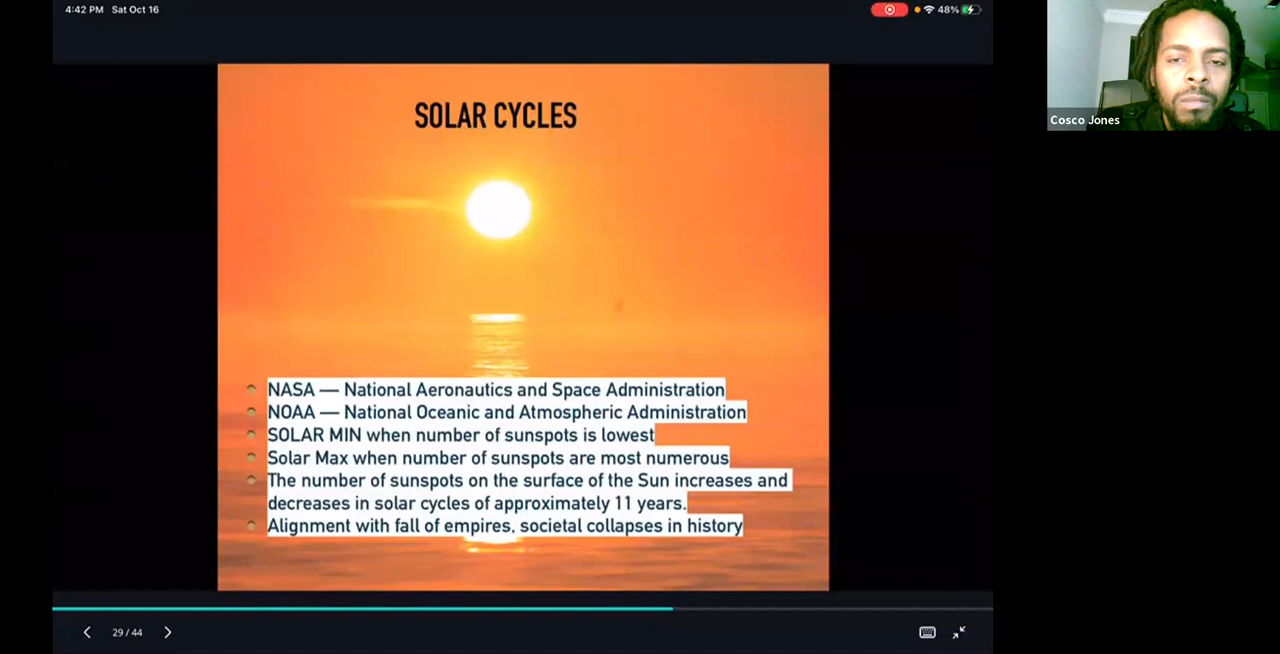 4:42 PM Sat Oct 16
48%
SOLAR CYCLES
Cosco Jones
NASA — National Aeronautics and Space Administration
NOAA — National Oceanic and Atmospheric Administration
SOLAR MIN when number of sunspots is lowest
Solar Max when number of sunspots are most numerous
The number of sunspots on the surface of the Sun increases and
decreases in solar cycles of approximately 11 years.
Alignment with fall of empires, societal collapses in history
29 / 44